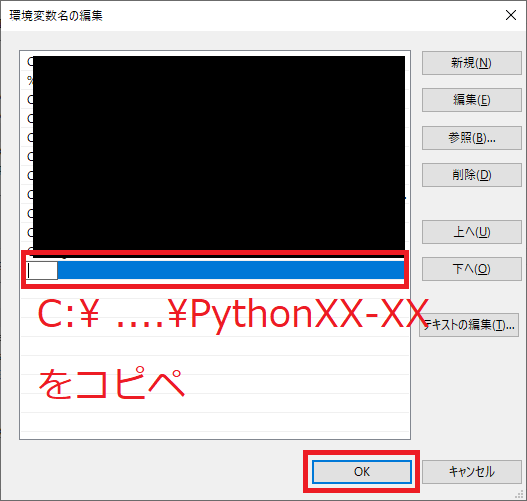 環境変数名の編集
新規(N)
編集(E)
参照(B)...
削除(D)
上へ(U)
下へ(O)
C:¥ ....¥PythonXX-XX
テキストの編集(T)...
をコピペ
OK
キャンセル